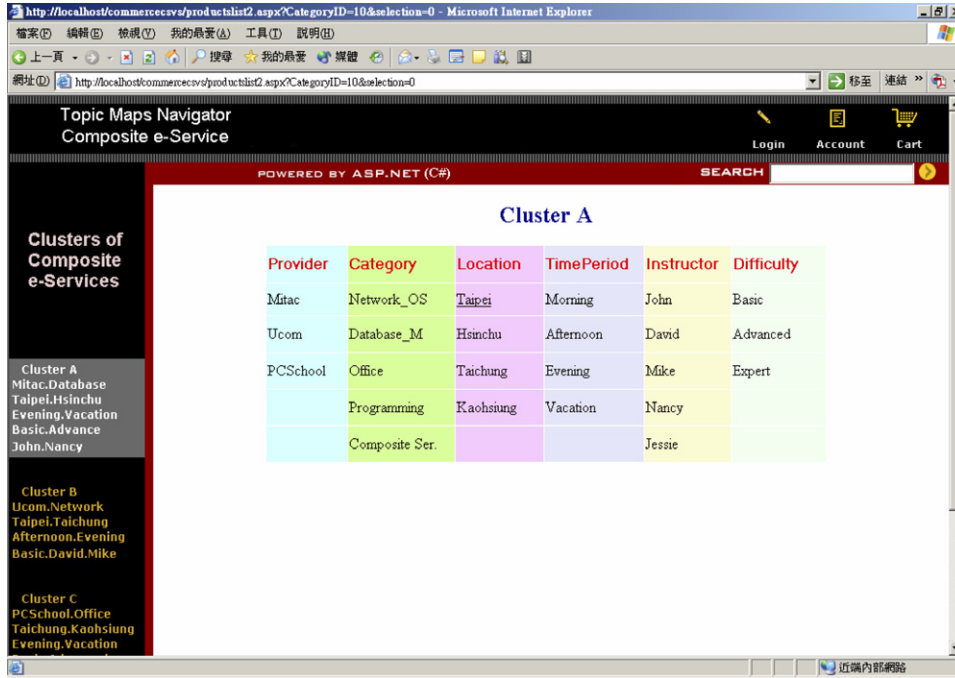 http://localhost/commercecsvs/productslist2.aspx?CategoryID=10&selection=0 - Microsoft Internet Explorer
檔案(F) 編輯(E) 檢視(V) 我的最愛(A) 工具(T) 說明(H)
上一頁 搜尋 我的最愛 媒體
網址(D) http://localhost/commercecsvs/productslist2.aspx?CategoryID=10&selection=0 移至 連結 »
Topic Maps Navigator
Composite e-Service
Login Account Cart
POWERED BY ASP.NET (C#) SEARCH
Clusters of
Composite
e-Services
Cluster A
Mitac.Database
Taipei.Hsinchu
Evening.Vacation
Basic.Advance
John.Nancy
Cluster B
Ucom.Network
Taipei.Taichung
Afternoon.Evening
Basic.David.Mike
Cluster C
PCSchool.Office
Taichung.Kaohsiung
Evening.Vacation
Cluster A
Provider Category Location TimePeriod Instructor Difficulty
Mitac Network_OS Taipei Morning John Basic
Ucom Database_M Hsinchu Afternoon David Advanced
PCSchool Office Taichung Evening Mike Expert
Programming Kaohsiung Vacation Nancy
Composite Ser. Jessie
近端內部網路